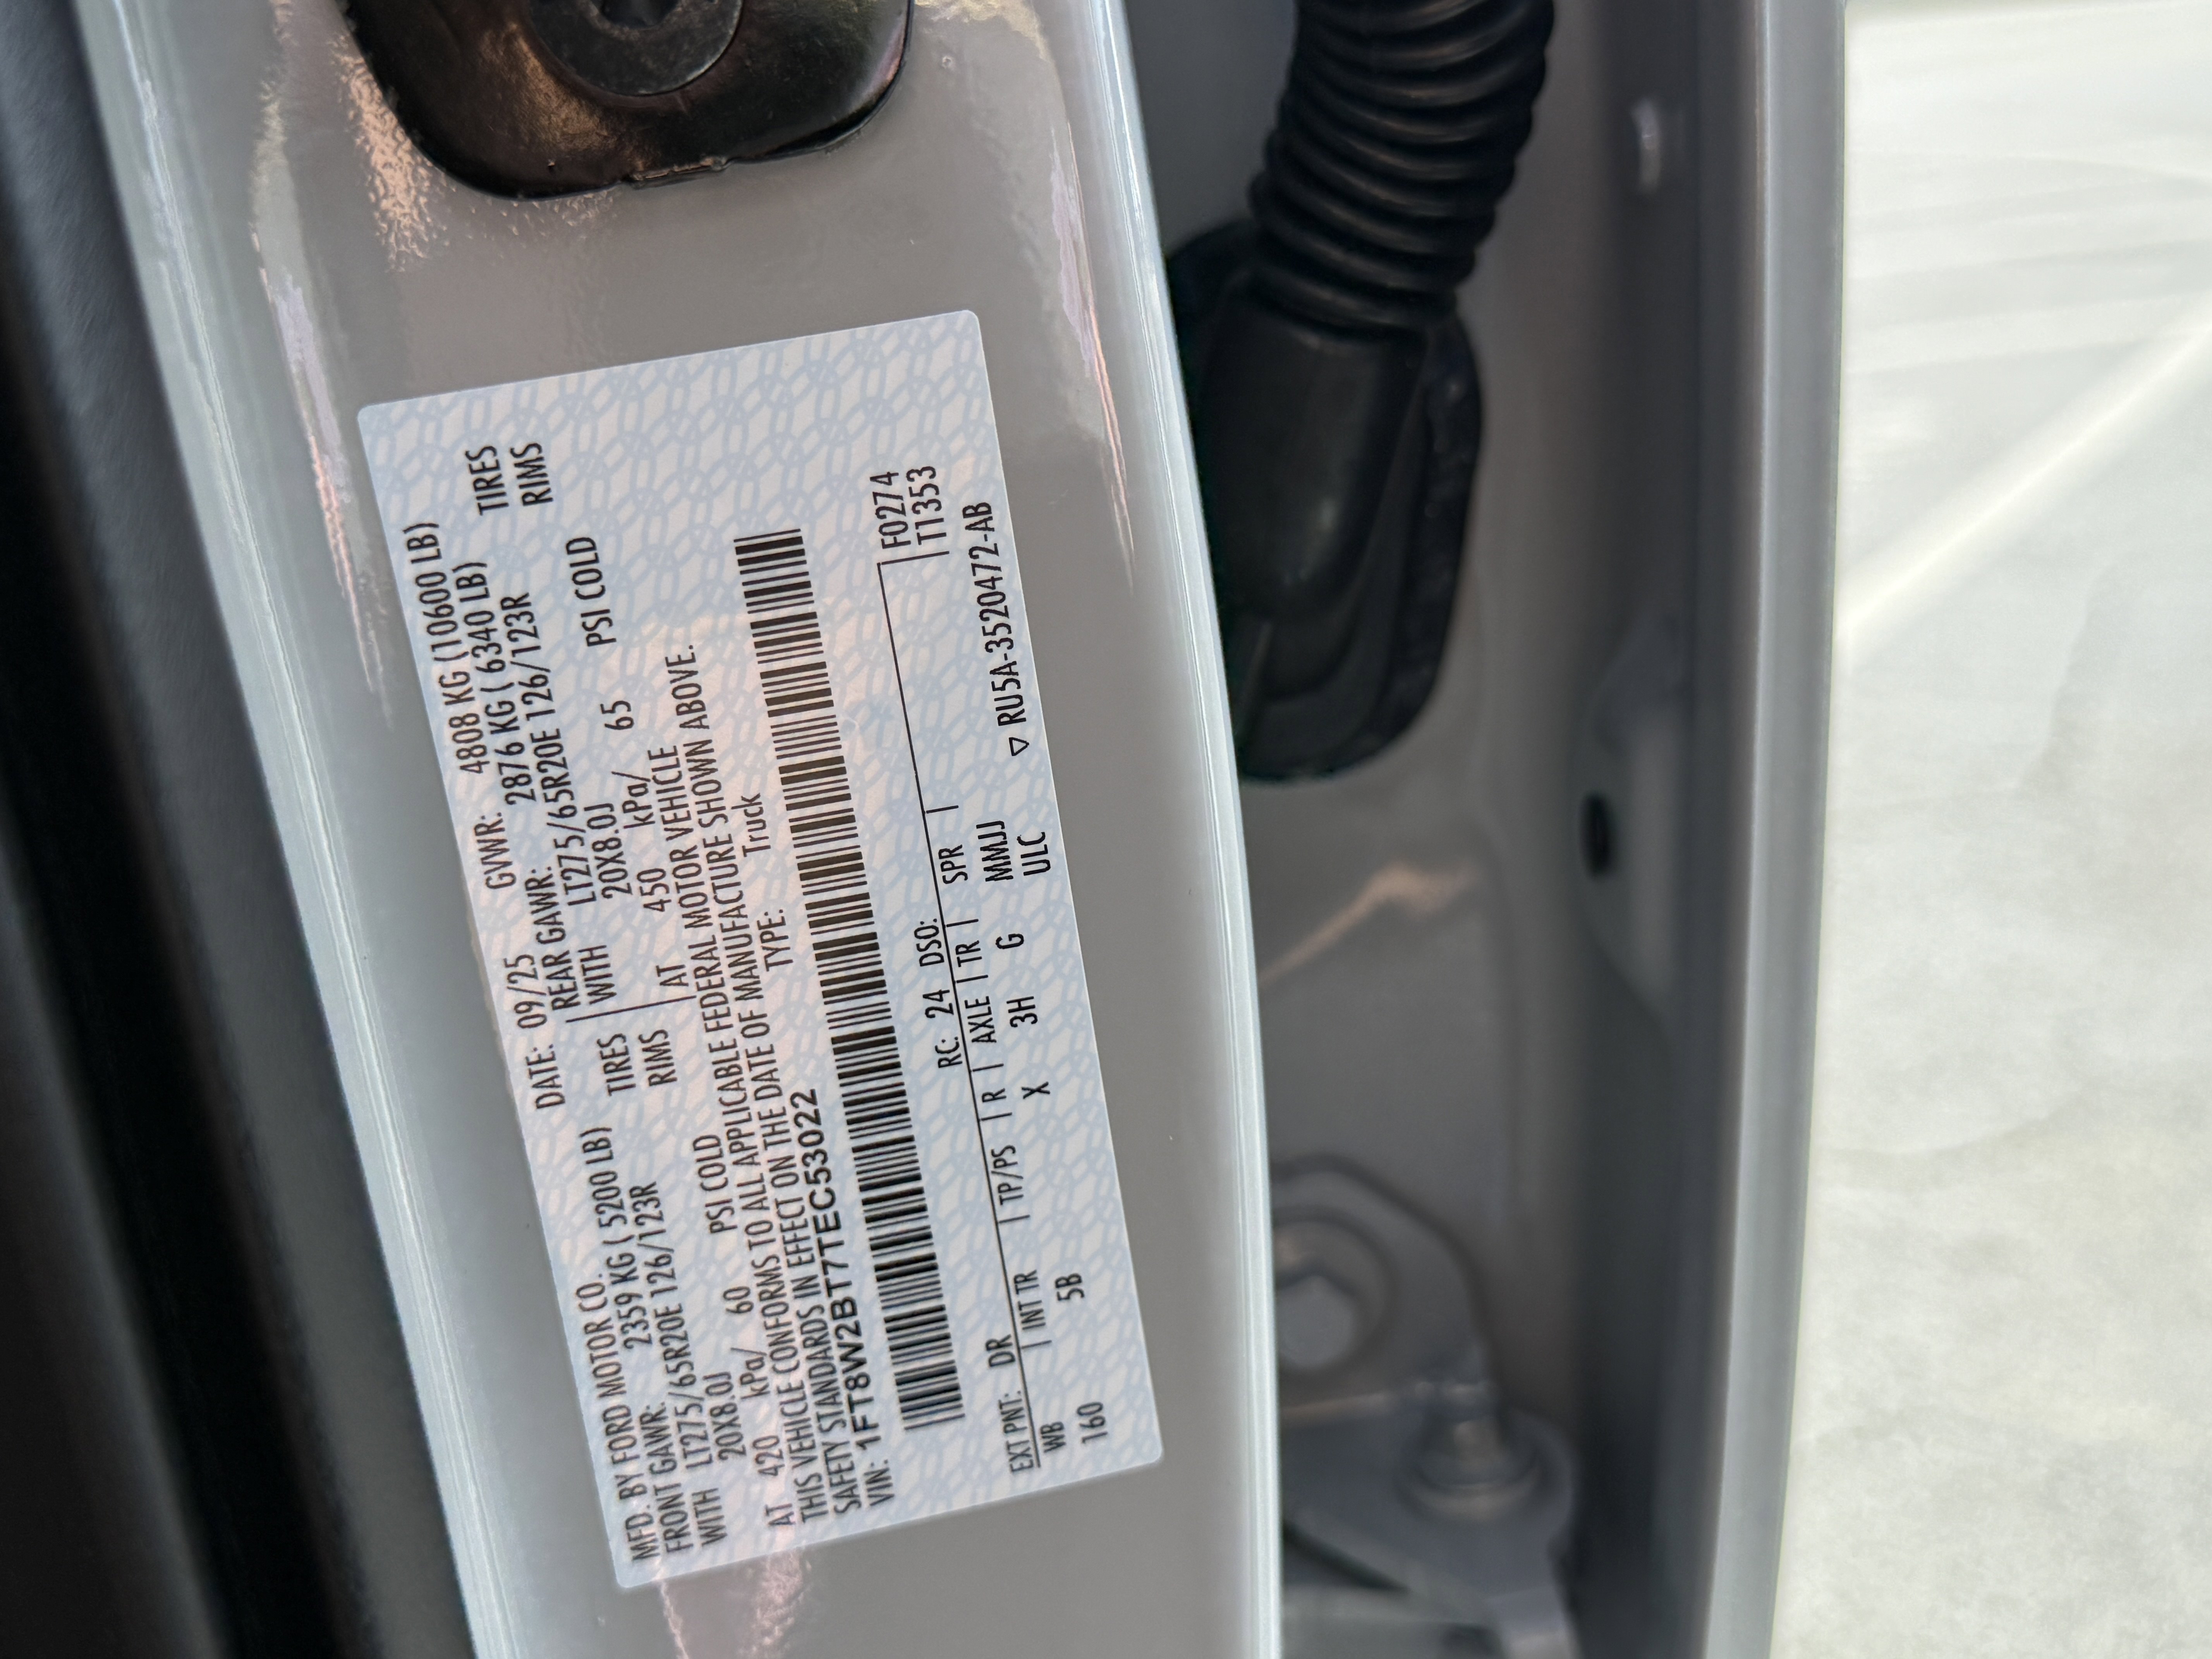 MFD. BY FORD MOTOR CO. DATE: 09/25 GVWR: 4808 KG (10600 LB)
FRONT GAWR: 2359 KG ( 5200 LB) REAR GAWR: 2876 KG ( 6340 LB)
WITH LT275/65R20E 126/123R TIRES WITH LT275/65R20E 126/123R TIRES
20X8.0J RIMS 20X8.0J RIMS
AT 420 kPa/ 60 PSI COLD AT 450 kPa/ 65 PSI COLD
THIS VEHICLE CONFORMS TO ALL APPLICABLE FEDERAL MOTOR VEHICLE
SAFETY STANDARDS IN EFFECT ON THE DATE OF MANUFACTURE SHOWN ABOVE.
VIN: 1FT8W2BT7TEC53022 TYPE: Truck
F0274
T1353
EXT PNT: DR RC: 24 DSO:
WB INT TR TP/PS R AXLE TR SPR
160 5B X 3H G MMJJ
ULC
▽ RU5A-3520472-AB